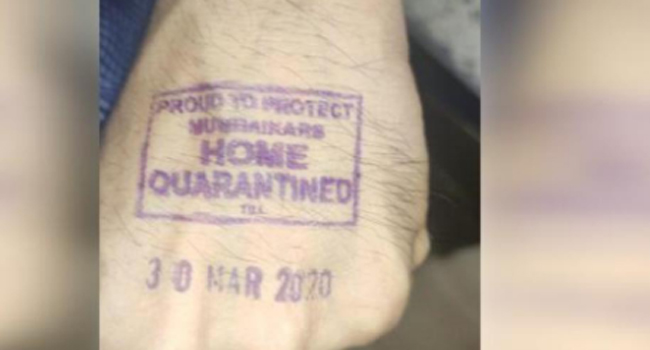 PROUD TO PROTECT
MUMBAIKARS
HOME
QUARANTINED
TILL
30 MAR 2020